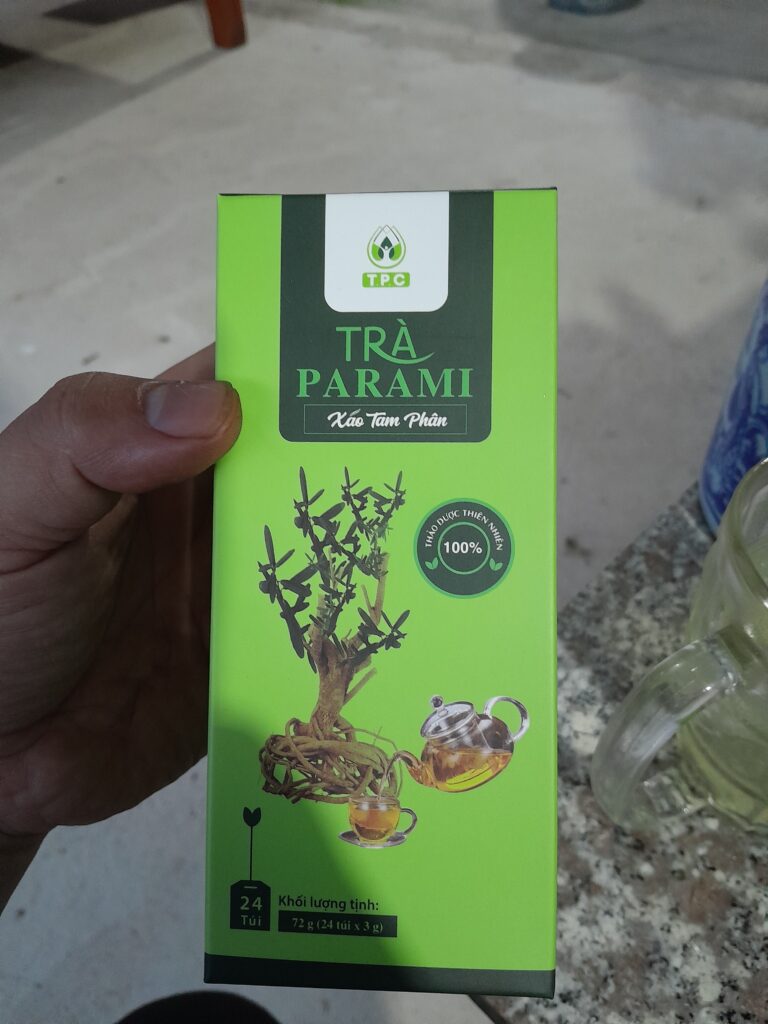 T.P.C
TRÀ
PARAMI
Xáo Tam Phân
THẢO DƯỢC THIÊN NHIÊN
100%
24
TÚI
Khối lượng tịnh:
72 g (24 túi x 3 g)